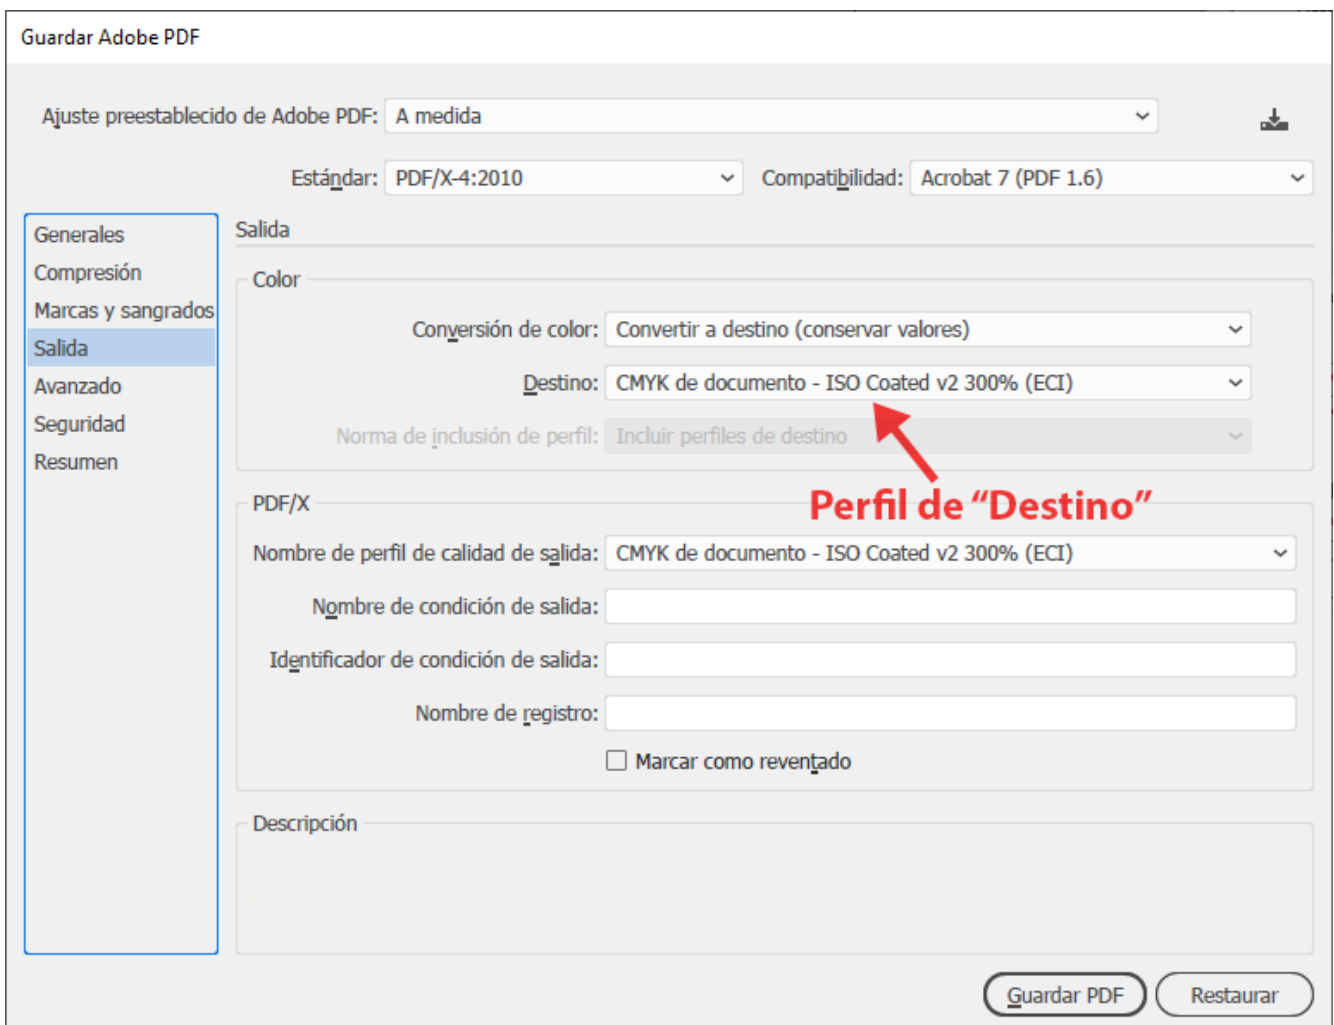 Guardar Adobe PDF
Ajuste preestablecido de Adobe PDF: A medida
Estándar: PDF/X-4:2010 Compatibilidad: Acrobat 7 (PDF 1.6)
Generales
Compresión
Marcas y sangrados
Salida
Avanzado
Seguridad
Resumen
Salida
Color
Conversión de color: Convertir a destino (conservar valores)
Destino: CMYK de documento - ISO Coated v2 300% (ECI)
Norma de inclusión de perfil: Incluir perfiles de destino
Perfil de “Destino”
PDF/X
Nombre de perfil de calidad de salida: CMYK de documento - ISO Coated v2 300% (ECI)
Nombre de condición de salida:
Identificador de condición de salida:
Nombre de registro:
Marcar como reventado
Descripción
Guardar PDF Restaurar